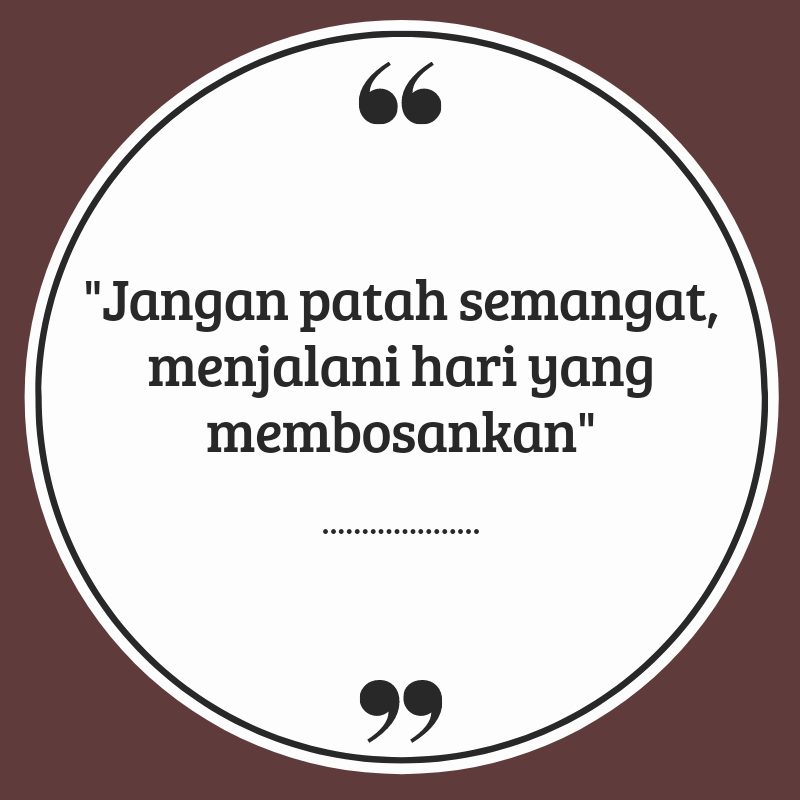 “
"Jangan patah semangat,
menjalani hari yang
membosankan"
....................
”